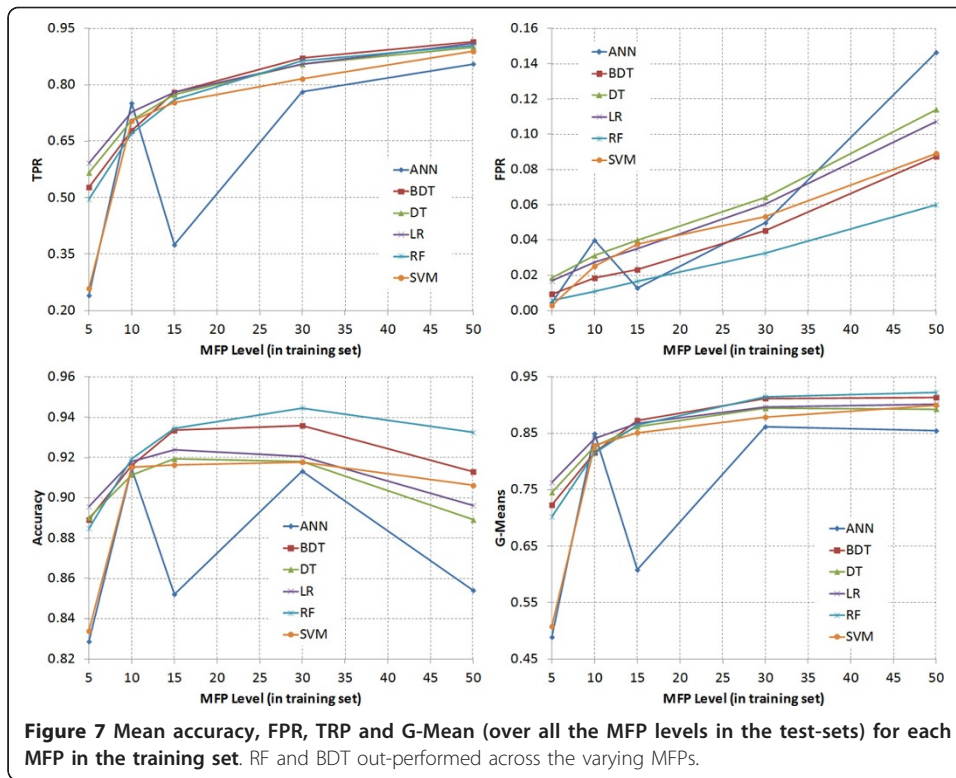 0.95
0.80
0.65
0.50
0.35
0.20
TPR
5 10 15 20 25 30 35 40 45 50
MFP Level (in training set)
ANN
BDT
DT
LR
RF
SVM
0.16
0.14
0.12
0.10
0.08
0.06
0.04
0.02
0.00
FPR
5 10 15 20 25 30 35 40 45 50
MFP Level (in training set)
ANN
BDT
DT
LR
RF
SVM
0.96
0.94
0.92
0.90
0.88
0.86
0.84
0.82
Accuracy
5 10 15 20 25 30 35 40 45 50
MFP Level (in training set)
ANN
BDT
DT
LR
RF
SVM
0.95
0.85
0.75
0.65
0.55
0.45
G-Means
5 10 15 20 25 30 35 40 45 50
MFP Level (in training set)
ANN
BDT
DT
LR
RF
SVM
Figure 7 Mean accuracy, FPR, TRP and G-Mean (over all the MFP levels in the test-sets) for each
MFP in the training set. RF and BDT out-performed across the varying MFPs.